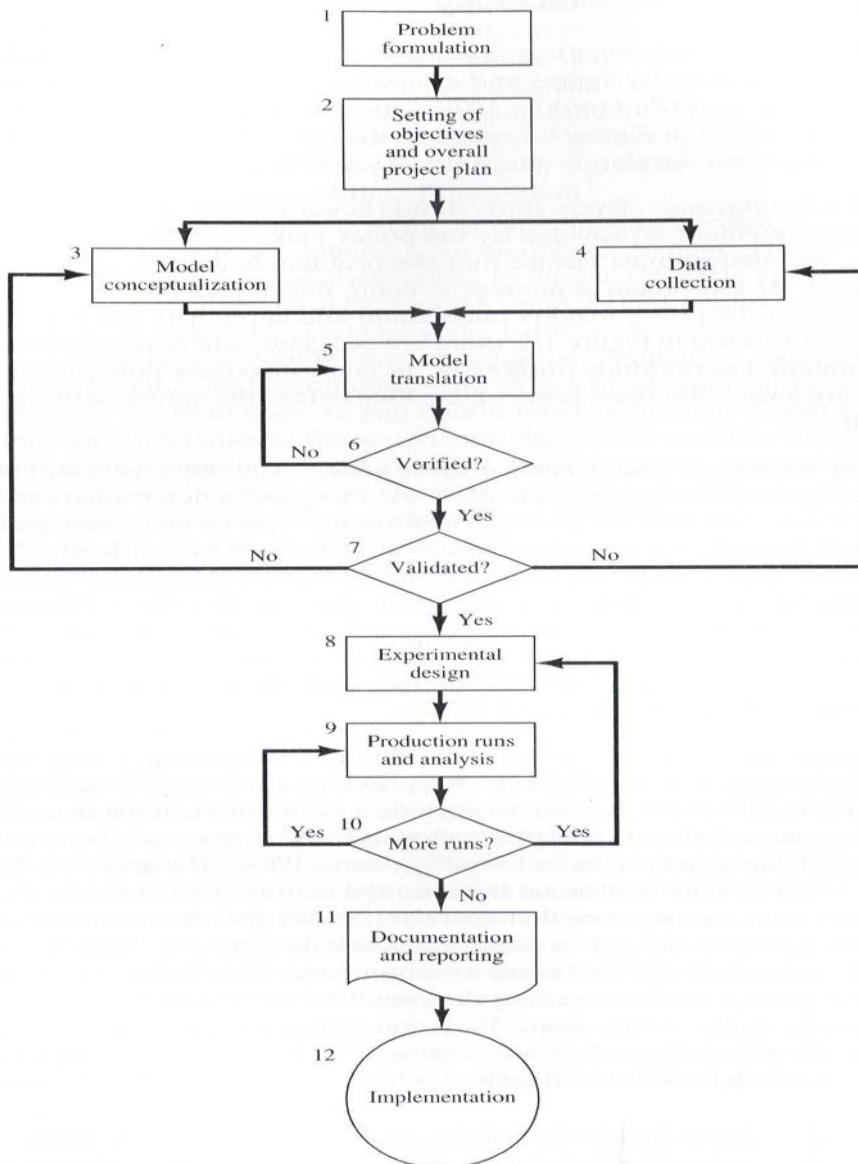 1
Problem
formulation
2
Setting of
objectives
and overall
project plan
3
Model
conceptualization
4
Data
collection
5
Model
translation
6
Verified?
No
Yes
7
Validated?
No
No
Yes
8
Experimental
design
9
Production runs
and analysis
10
More runs?
Yes
Yes
No
11
Documentation
and reporting
12
Implementation